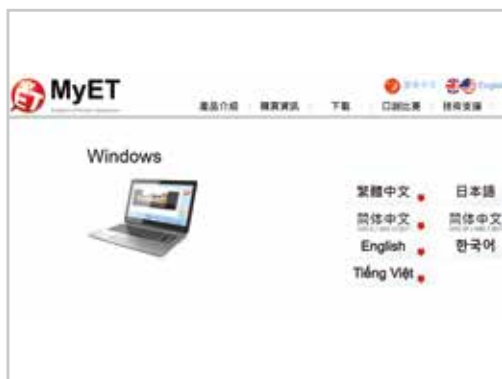 MyET
English
產品介紹 購買資訊 下載 口說比賽 技術支援
Windows
繁體中文 日本語
简体中文 简体中文
English 한국어
Tiếng Việt